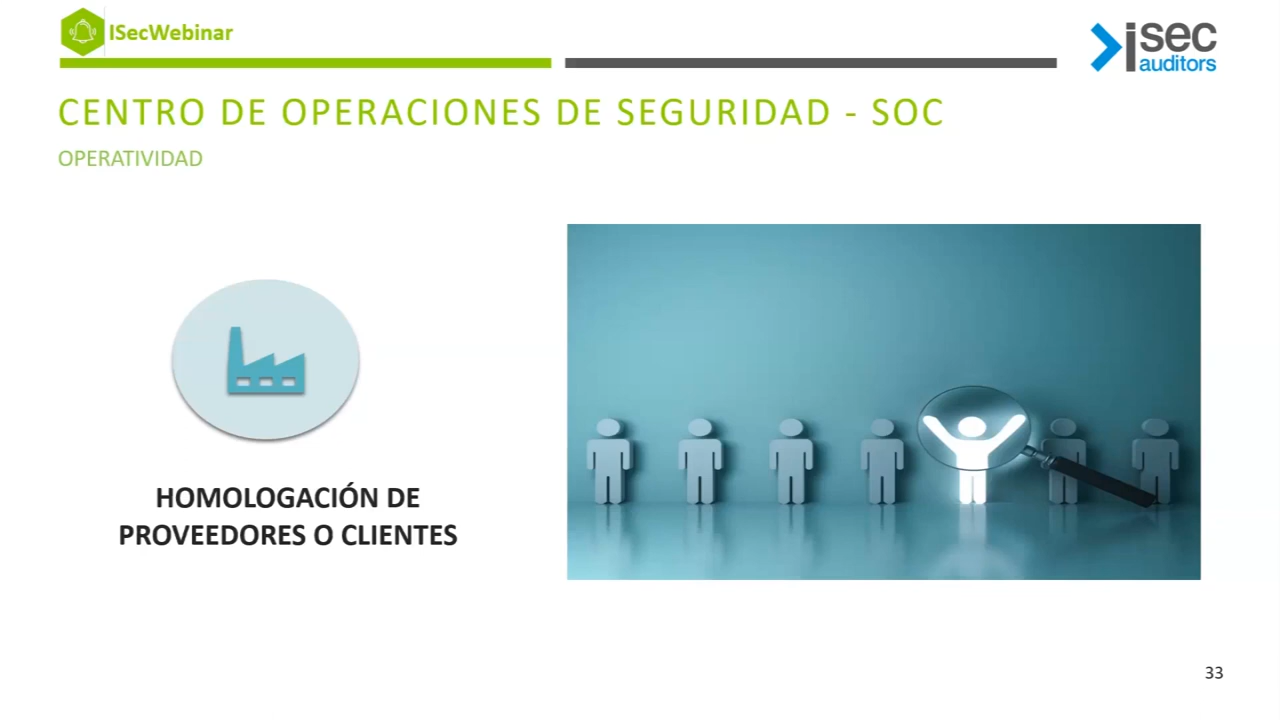 ISecWebinar
isec
auditors
CENTRO DE OPERACIONES DE SEGURIDAD - SOC
OPERATIVIDAD
HOMOLOGACIÓN DE
PROVEEDORES O CLIENTES
33